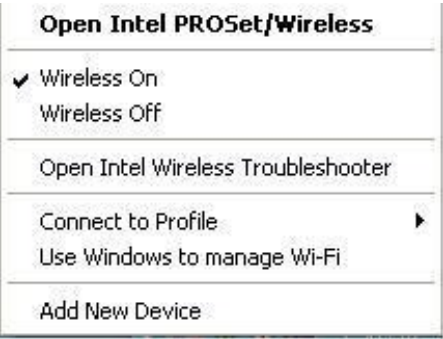 Open Intel PROSet/Wireless
Wireless On
Wireless Off
Open Intel Wireless Troubleshooter
Connect to Profile
Use Windows to manage Wi-Fi
Add New Device